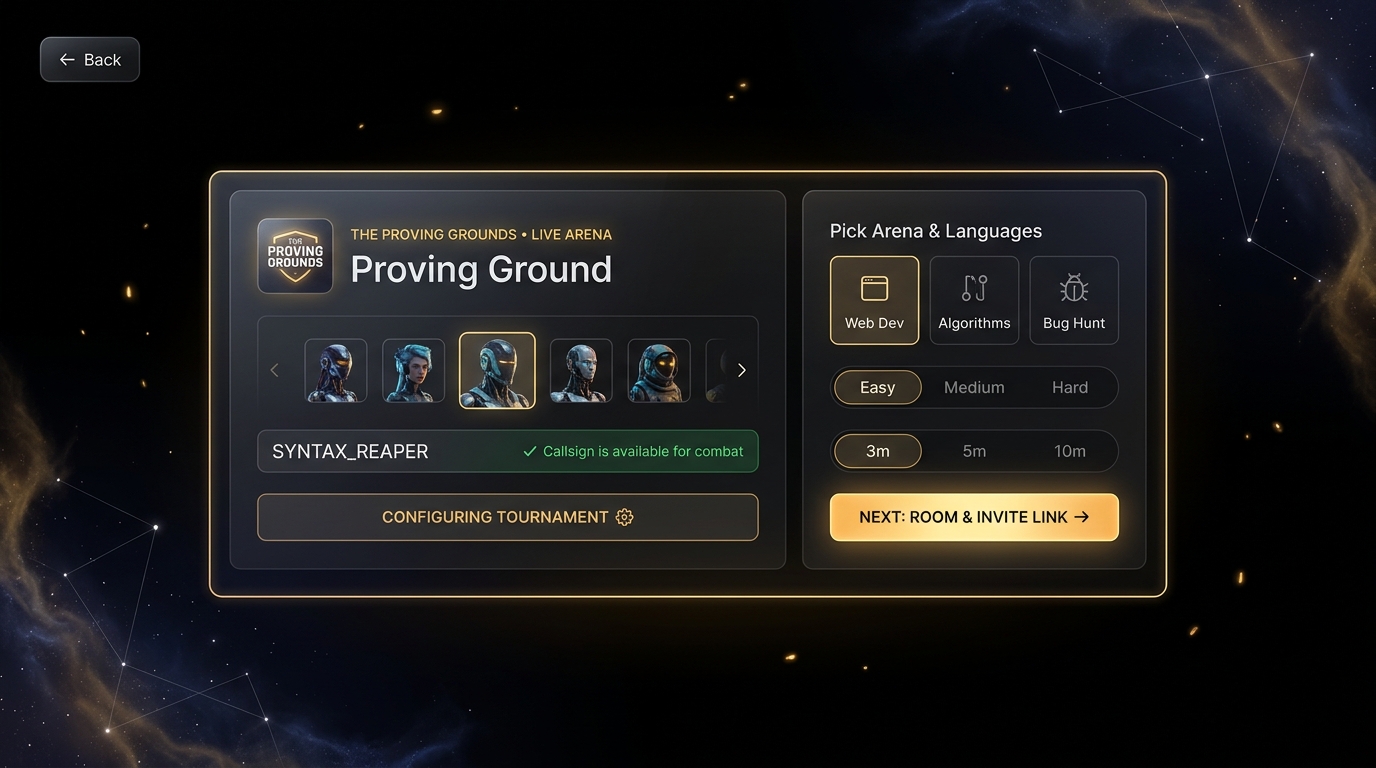 ← Back
THE
PROVING
GROUNDS
THE PROVING GROUNDS • LIVE ARENA
Proving Ground
SYNTAX_REAPER
✓ Callsign is available for combat
CONFIGURING TOURNAMENT
Pick Arena & Languages
Web Dev
Algorithms
Bug Hunt
Easy
Medium
Hard
3m
5m
10m
NEXT: ROOM & INVITE LINK →